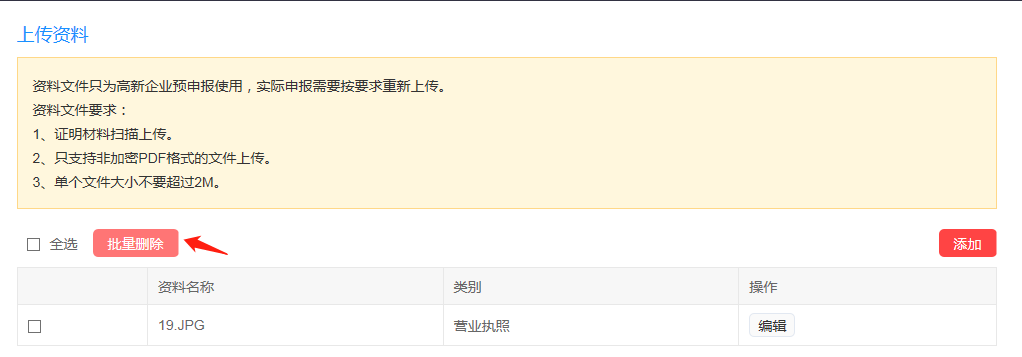 上传资料
资料文件只为高新企业预申报使用，实际申报需要按要求重新上传。
资料文件要求：
1、证明材料扫描上传。
2、只支持非加密PDF格式的文件上传。
3、单个文件大小不要超过2M。
全选 批量删除 添加
资料名称 类别 操作
19.JPG 营业执照 编辑